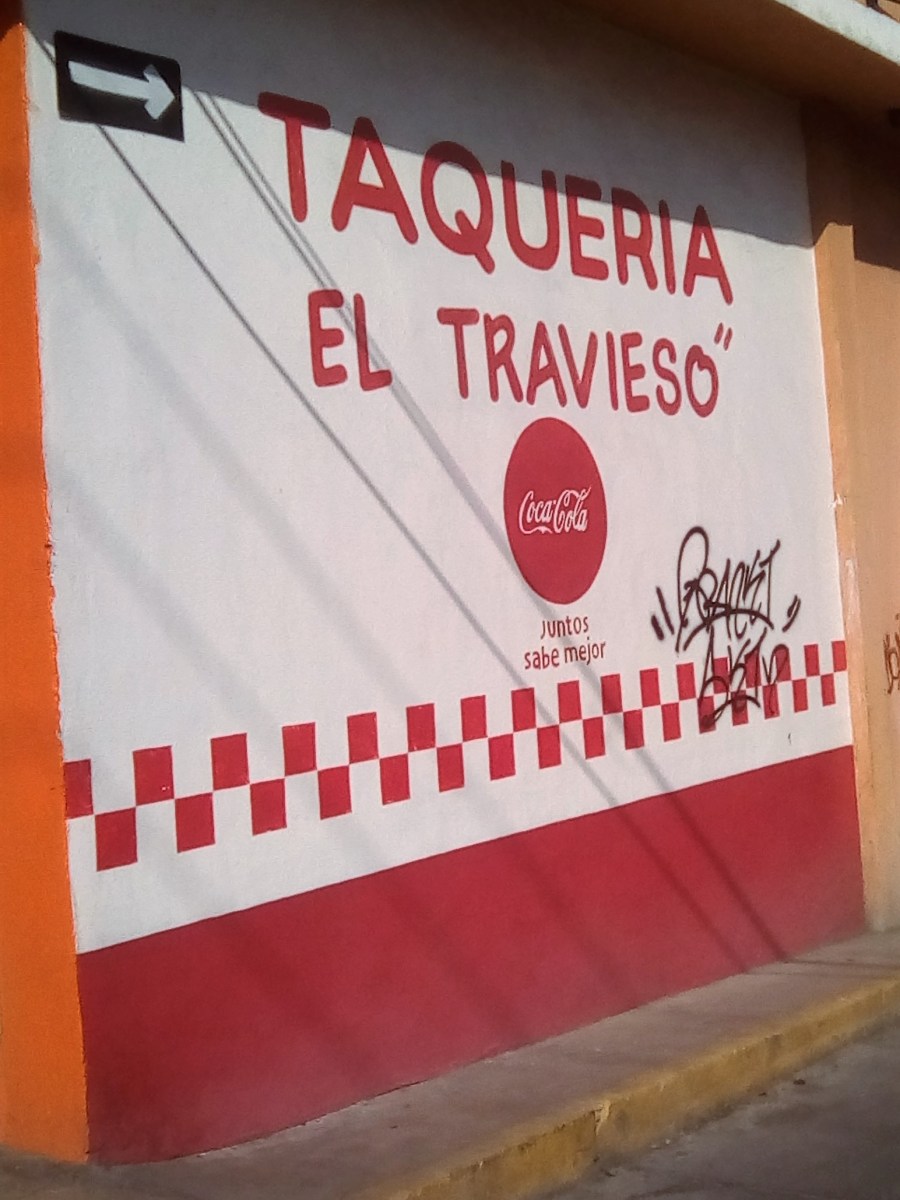 TAQUERIA
EL TRAVIESO"
Coca-Cola
Juntos
sabe mejor